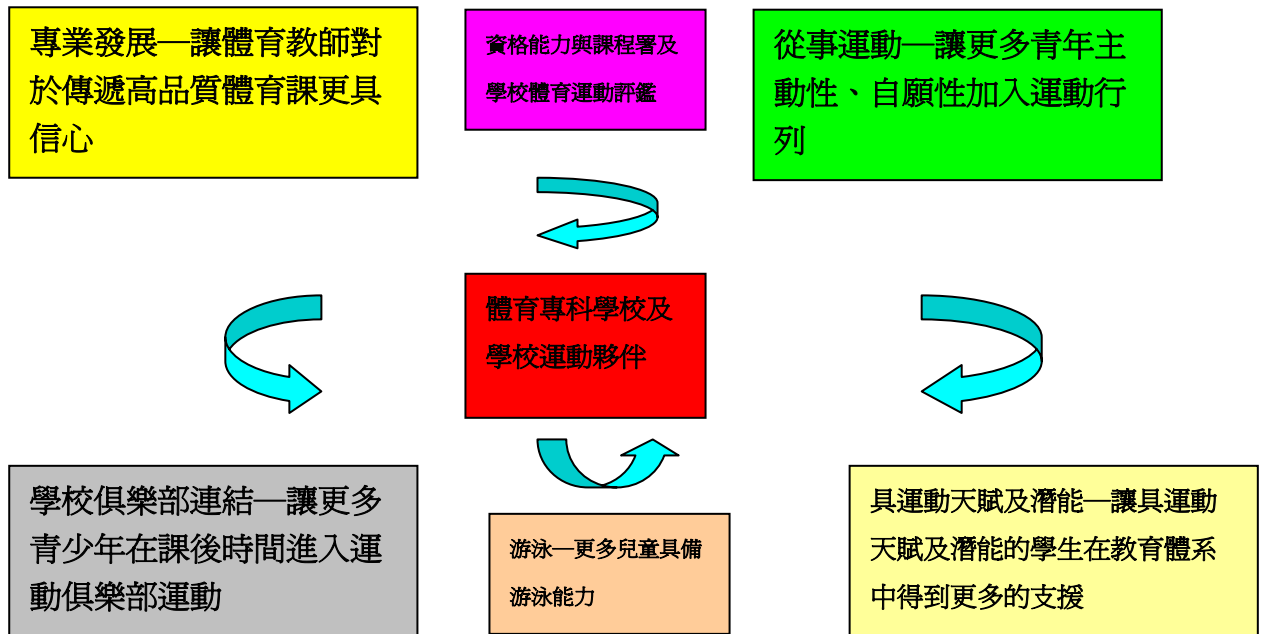 專業發展—讓體育教師對
於傳遞高品質體育課更具
信心
資格能力與課程署及
學校體育運動評鑑
從事運動—讓更多青年主
動性、自願性加入運動行
列
體育專科學校及
學校運動夥伴
學校俱樂部連結—讓更多
青少年在課後時間進入運
動俱樂部運動
游泳—更多兒童具備
游泳能力
具運動天賦及潛能—讓具運動
天賦及潛能的學生在教育體系
中得到更多的支援